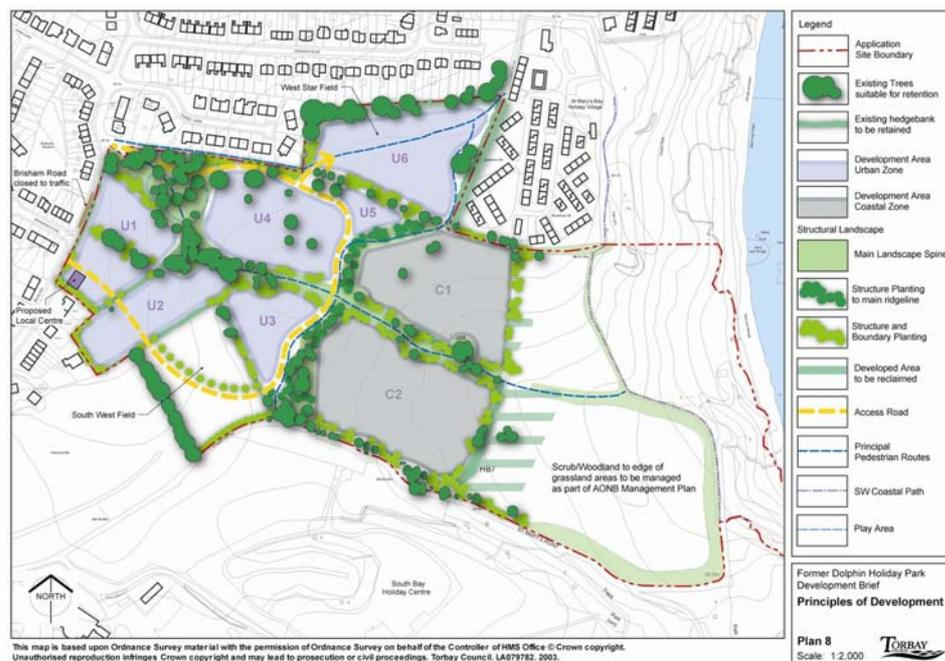 West Star Field
St Mary's Bay
Holiday Village
Brisham Road
closed to traffic
U6
U1
U4
U5
U2
U3
C1
C2
Proposed
Local Centre
South West Field
HB7
Scrub/Woodland to edge of
grassland areas to be managed
as part of AONB Management Plan
South Bay
Holiday Centre
NORTH
Legend
Application
Site Boundary
Existing Trees
suitable for retention
Existing hedgebank
to be retained
Development Area
Urban Zone
Development Area
Coastal Zone
Structural Landscape
Main Landscape Spine
Structure Planting
to main ridgeline
Structure and
Boundary Planting
Developed Area
to be reclaimed
Access Road
Principal
Pedestrian Routes
SW Coastal Path
Play Area
Former Dolphin Holiday Park
Development Brief
Principles of Development
Plan 8
Scale: 1:2,000
TORBAY
This map is based upon Ordnance Survey material with the permission of Ordnance Survey on behalf of the Controller of HMS Office © Crown copyright.
Unauthorised reproduction infringes Crown copyright and may lead to prosecution or civil proceedings. Torbay Council. LA079782. 2003.